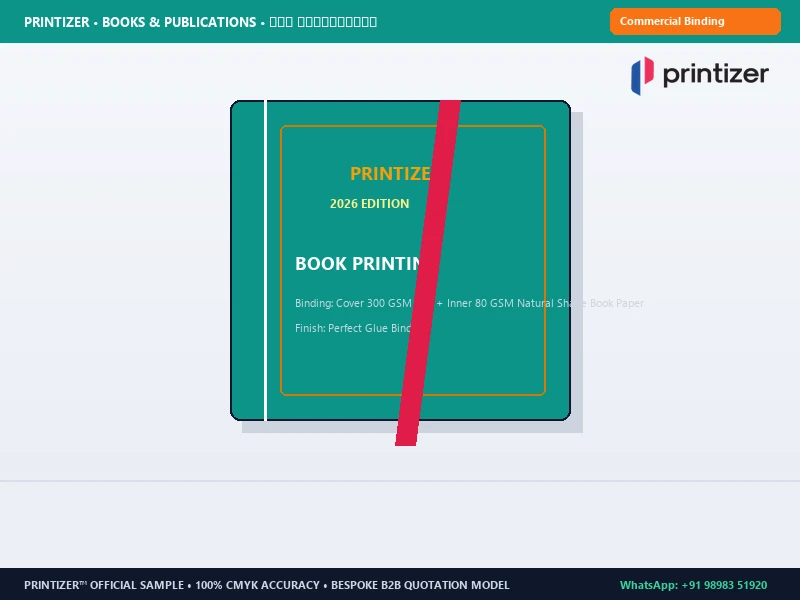 PRINTIZER • BOOKS & PUBLICATIONS •
Commercial Binding
printizer
PRINTIZE
2026 EDITION
BOOK PRINTIN
Binding: Cover 300 GSM + Inner 80 GSM Natural Shade Book Paper
Finish: Perfect Glue Bind
PRINTIZER™ OFFICIAL SAMPLE • 100% CMYK ACCURACY • BESPOKE B2B QUOTATION MODEL
WhatsApp: +91 98983 51920